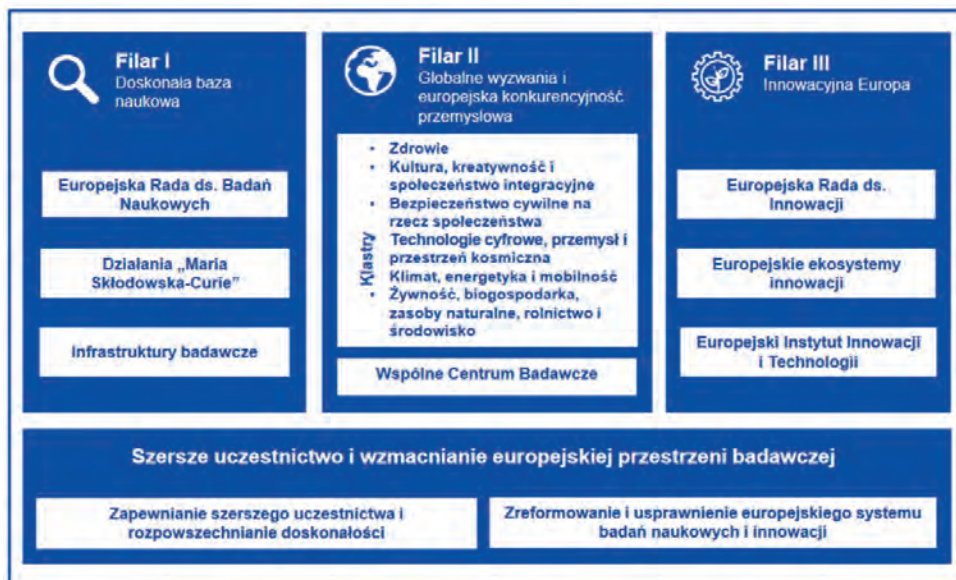 Filar I
Doskonała baza
naukowa
Europejska Rada ds. Badań
Naukowych
Działania „Maria
Skłodowska-Curie”
Infrastruktury badawcze
Filar II
Globalne wyzwania i
europejska konkurencyjność
przemysłowa
Klastry
• Zdrowie
• Kultura, kreatywność i
społeczeństwo integracyjne
• Bezpieczeństwo cywilne na
rzecz społeczeństwa
Technologie cyfrowe, przemysł i
przestrzeń kosmiczna
Klimat, energetyka i mobilność
• Żywność, biogospodarka,
zasoby naturalne, rolnictwo i
środowisko
Wspólne Centrum Badawcze
Filar III
Innowacyjna Europa
Europejska Rada ds.
Innowacji
Europejskie ekosystemy
innowacji
Europejski Instytut Innowacji
i Technologii
Szersze uczestnictwo i wzmacnianie europejskiej przestrzeni badawczej
Zapewnianie szerszego uczestnictwa i
rozpowszechnianie doskonałości
Zreformowanie i usprawnienie europejskiego systemu
badań naukowych i innowacji